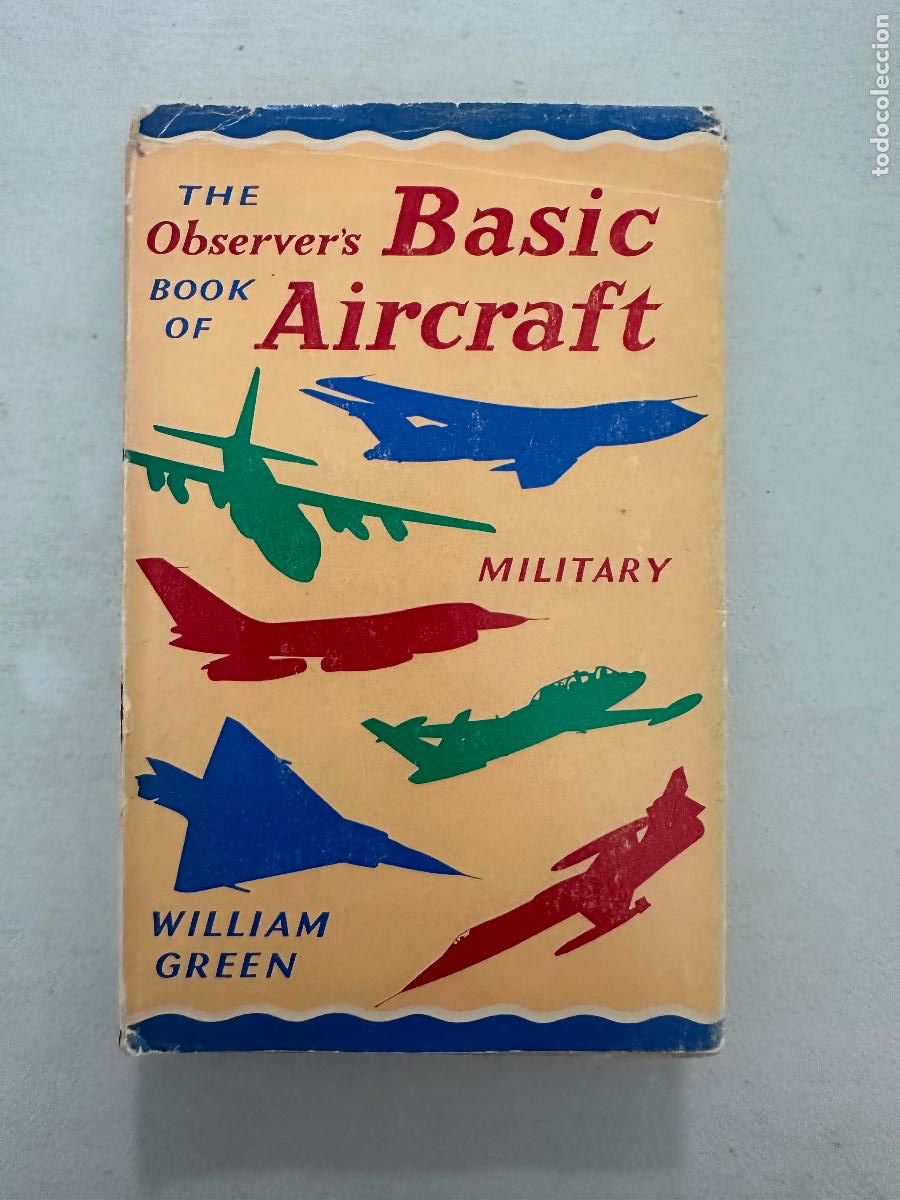 THE
Observer's Basic
BOOK
OF Aircraft
MILITARY
WILLIAM
GREEN
todocoleccion